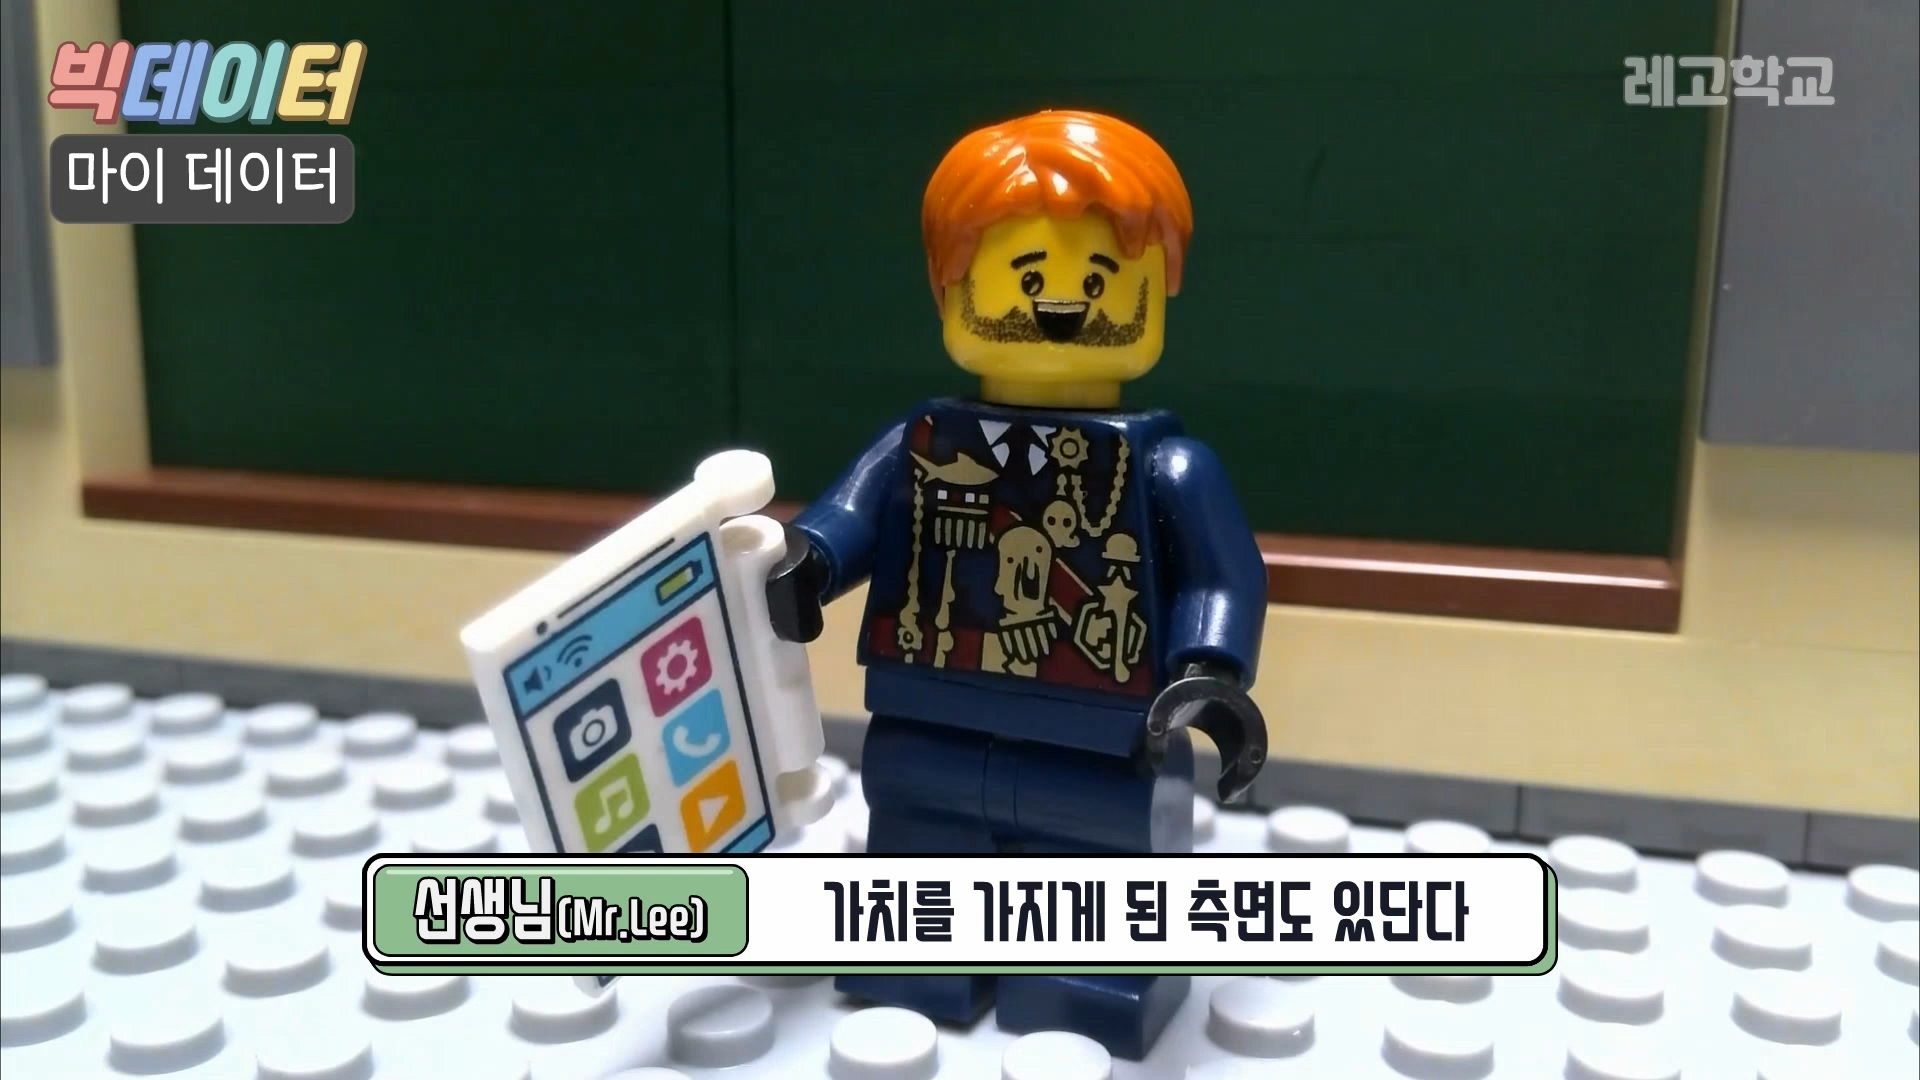 빅데이터
마이 데이터
레고학교
선생님(Mr.Lee)
가치를 가지게 된 측면도 있단다